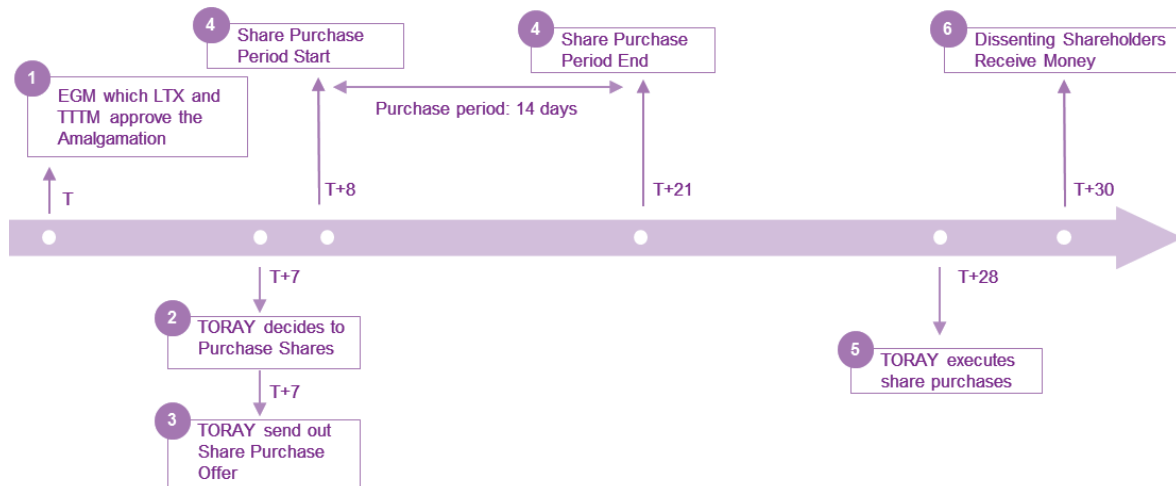 4
Share Purchase
Period Start
4
Share Purchase
Period End
6
Dissenting Shareholders
Receive Money
1
EGM which LTX and
TTTM approve the
Amalgamation
Purchase period: 14 days
T
T+8
T+21
T+30
T+7
T+28
2
TORAY decides to
Purchase Shares
5
TORAY executes
share purchases
T+7
3
TORAY send out
Share Purchase
Offer